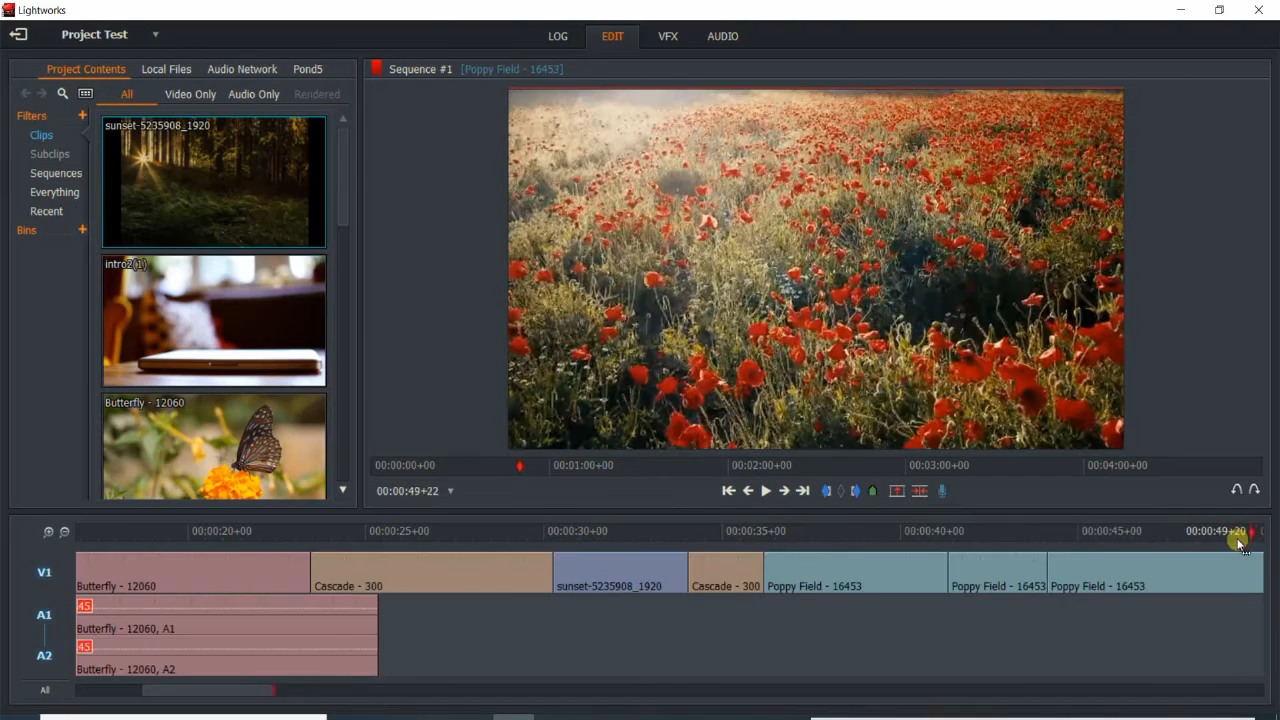 Lightworks
Project Test
LOG EDIT VFX AUDIO
Project Contents Local Files Audio Network Pond5
All Video Only Audio Only Rendered
Filters +
Clips
Subclips
Sequences
Everything
Recent
Bins +
sunset-5235908_1920
intro2(1)
Butterfly - 12060
Sequence #1 [Poppy Field - 16453]
00:00:00+00 00:01:00+00 00:02:00+00 00:03:00+00 00:04:00+00
00:00:49+22
00:00:20+00 00:00:25+00 00:00:30+00 00:00:35+00 00:00:40+00 00:00:45+00 00:00:49+20
V1
Butterfly - 12060 Cascade - 300 sunset-5235908_1920 Cascade - 300 Poppy Field - 16453 Poppy Field - 16453 Poppy Field - 16453
45
A1
Butterfly - 12060, A1
45
A2
Butterfly - 12060, A2
All